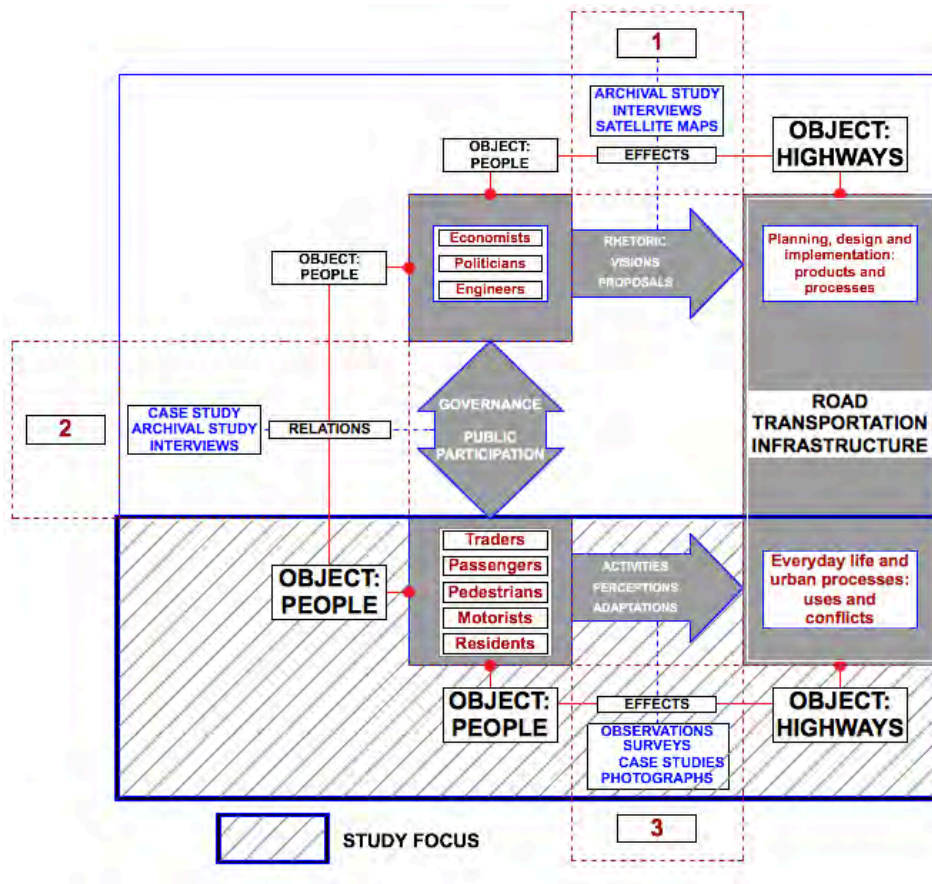 1
ARCHIVAL STUDY
INTERVIEWS
SATELLITE MAPS
OBJECT:
PEOPLE
EFFECTS
OBJECT:
HIGHWAYS
Economists
Politicians
Engineers
RHETORIC
VISIONS
PROPOSALS
Planning, design and
implementation:
products and
processes
OBJECT:
PEOPLE
2
CASE STUDY
ARCHIVAL STUDY
INTERVIEWS
RELATIONS
GOVERNANCE
PUBLIC
PARTICIPATION
ROAD
TRANSPORTATION
INFRASTRUCTURE
OBJECT:
PEOPLE
Traders
Passengers
Pedestrians
Motorists
Residents
ACTIVITIES
PERCEPTIONS
ADAPTATIONS
Everyday life and
urban processes:
uses and
conflicts
OBJECT:
PEOPLE
EFFECTS
OBJECT:
HIGHWAYS
OBSERVATIONS
SURVEYS
CASE STUDIES
PHOTOGRAPHS
3
STUDY FOCUS